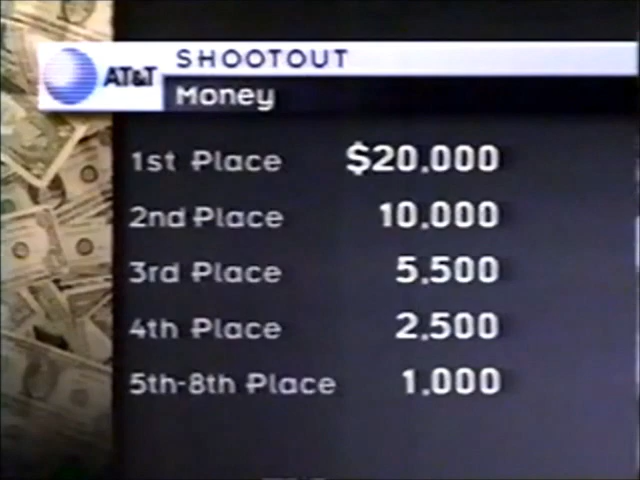 AT&T
SHOOTOUT
Money
1st Place $20,000
2nd Place 10,000
3rd Place 5,500
4th Place 2,500
5th-8th Place 1,000